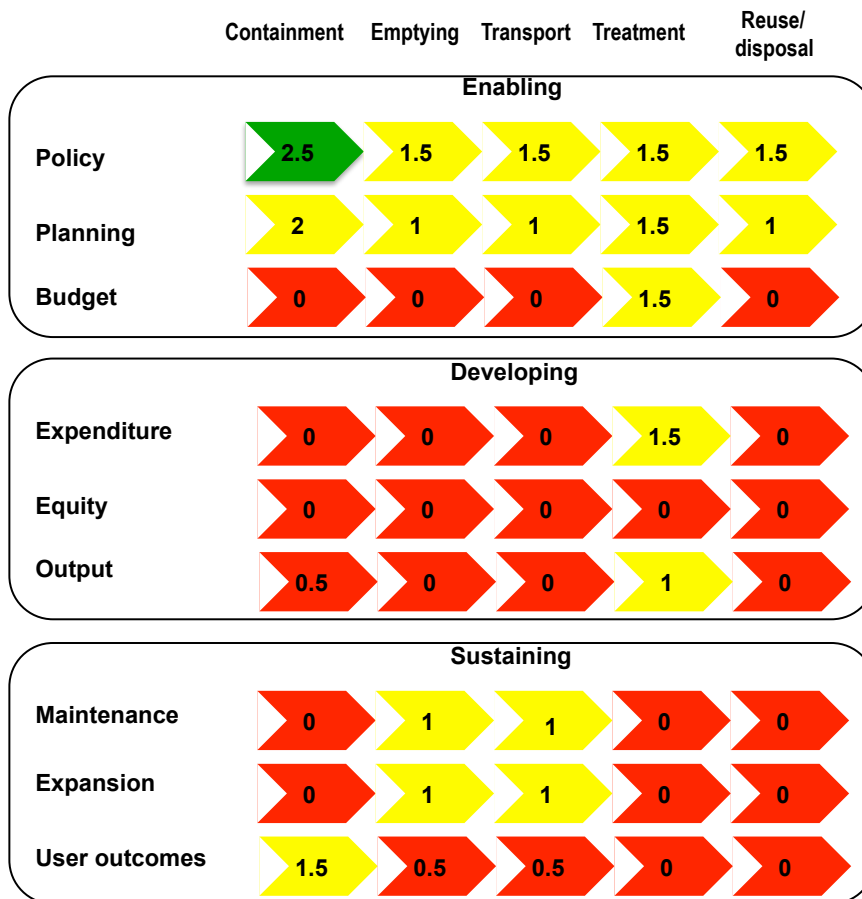 Containment Emptying Transport Treatment Reuse/
disposal
Enabling
Policy 2.5 1.5 1.5 1.5 1.5
Planning 2 1 1 1.5 1
Budget 0 0 0 1.5 0
Developing
Expenditure 0 0 0 1.5 0
Equity 0 0 0 0 0
Output 0.5 0 0 1 0
Sustaining
Maintenance 0 1 1 0 0
Expansion 0 1 1 0 0
User outcomes 1.5 0.5 0.5 0 0